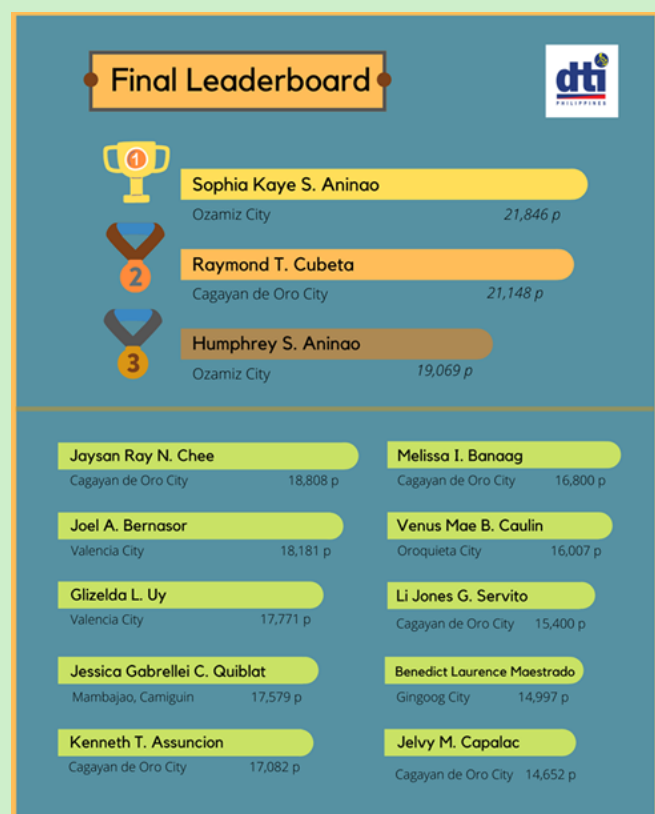 Final Leaderboard
dti
PHILIPPINES
1
Sophia Kaye S. Aninao
Ozamiz City 21,846 p
2
Raymond T. Cubeta
Cagayan de Oro City 21,148 p
3
Humphrey S. Aninao
Ozamiz City 19,069 p
Jaysan Ray N. Chee
Cagayan de Oro City 18,808 p
Joel A. Bernasor
Valencia City 18,181 p
Glizelda L. Uy
Valencia City 17,771 p
Jessica Gabrellei C. Quiblat
Mambajao, Camiguin 17,579 p
Kenneth T. Assuncion
Cagayan de Oro City 17,082 p
Melissa I. Banaag
Cagayan de Oro City 16,800 p
Venus Mae B. Caulin
Oroquieta City 16,007 p
Li Jones G. Servito
Cagayan de Oro City 15,400 p
Benedict Laurence Maestrado
Gingoog City 14,997 p
Jelvy M. Capalac
Cagayan de Oro City 14,652 p